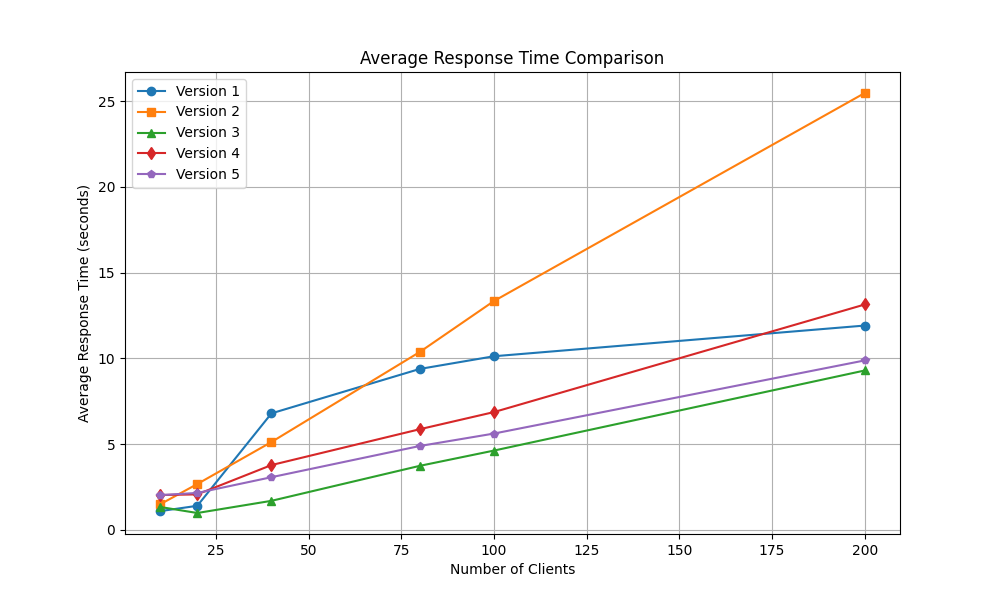 Average Response Time Comparison
Version 1
Version 2
Version 3
Version 4
Version 5
Average Response Time (seconds)
25
20
15
10
5
0
25 50 75 100 125 150 175 200
Number of Clients